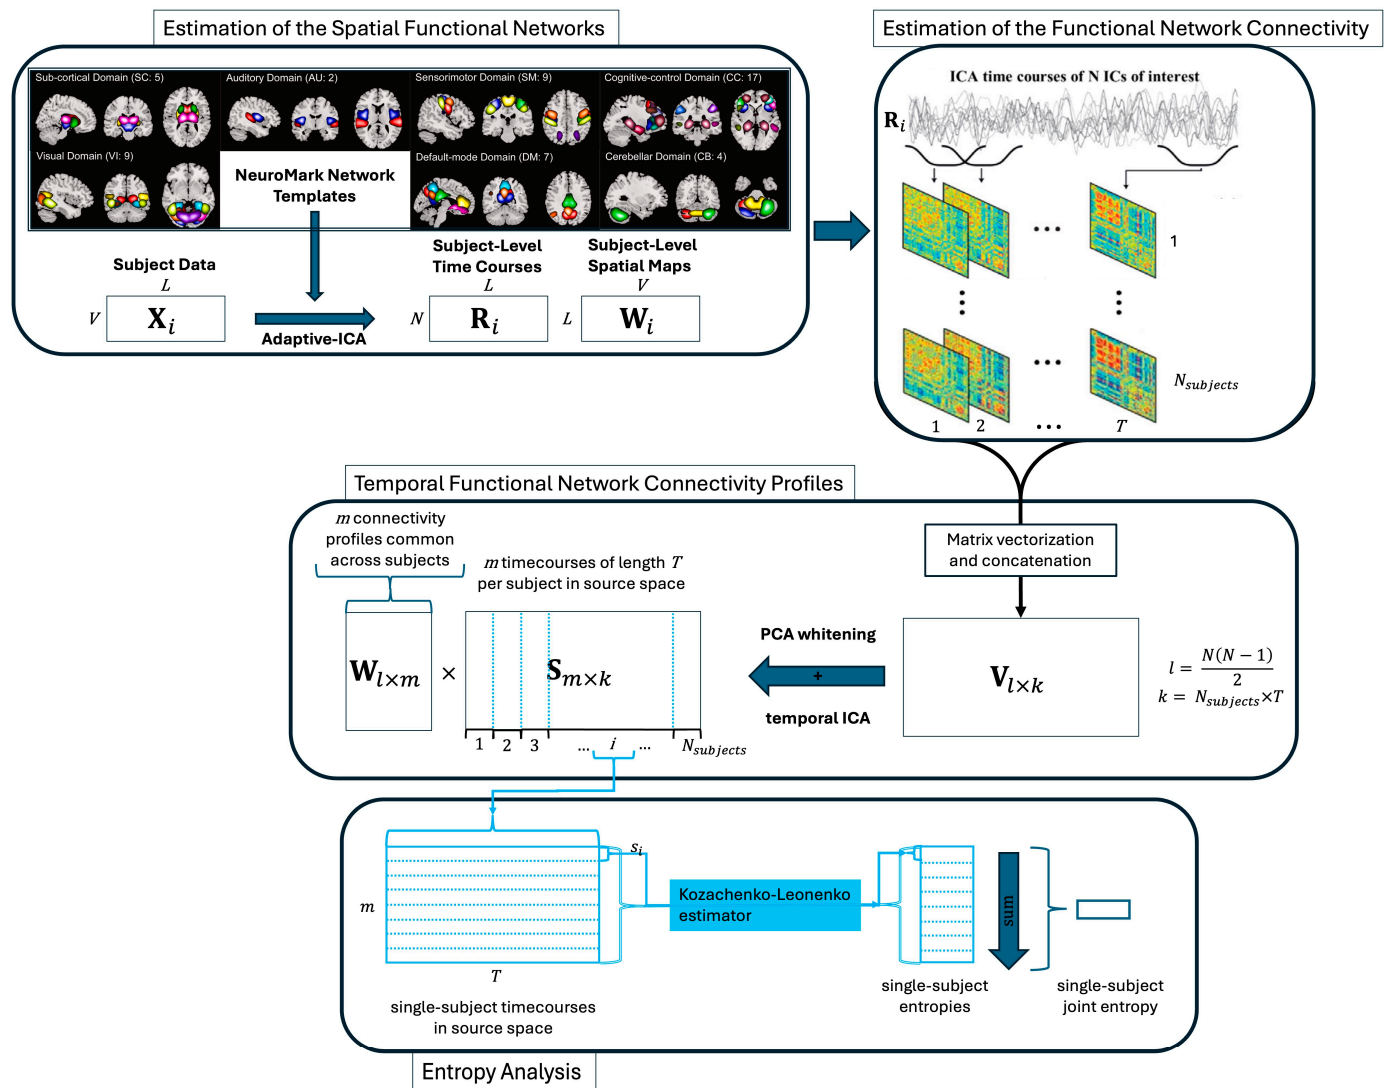 Estimation of the Spatial Functional Networks
Sub-cortical Domain (SC: 5)
Auditory Domain (AU: 2)
Sensorimotor Domain (SM: 9)
Cognitive-control Domain (CC: 17)
Visual Domain (VI: 9)
NeuroMark Network
Templates
Default-mode Domain (DM: 7)
Cerebellar Domain (CB: 4)
Subject Data
L
V
X_i
Adaptive-ICA
Subject-Level
Time Courses
L
N
R_i
Subject-Level
Spatial Maps
V
L
W_i
Estimation of the Functional Network Connectivity
ICA time courses of N ICs of interest
R_i
...
1
⋮
⋮
...
N_subjects
1
2
...
T
Temporal Functional Network Connectivity Profiles
m connectivity
profiles common
across subjects
m timecourses of length T
per subject in source space
Matrix vectorization
and concatenation
W_{l×m}
×
S_{m×k}
1
2
3
...
i
...
N_subjects
PCA whitening
+
temporal ICA
V_{l×k}
l = N(N − 1)/2
k = N_subjects×T
m
T
s_i
single-subject timecourses
in source space
Kozachenko-Leonenko
estimator
single-subject
entropies
sum
single-subject
joint entropy
Entropy Analysis